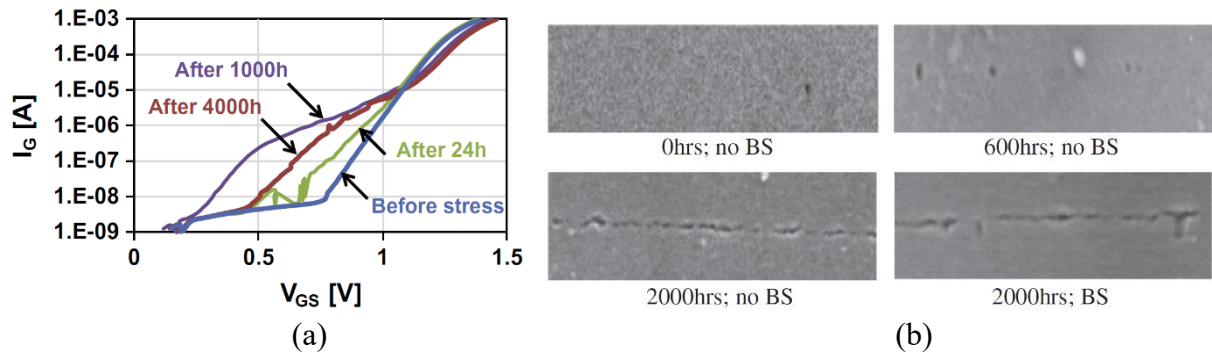 1.E-03
1.E-04
1.E-05
1.E-06
1.E-07
1.E-08
1.E-09
I_G [A]
After 1000h
After 4000h
After 24h
Before stress
0 0.5 1 1.5
V_GS [V]
(a)
0hrs; no BS
600hrs; no BS
2000hrs; no BS
2000hrs; BS
(b)